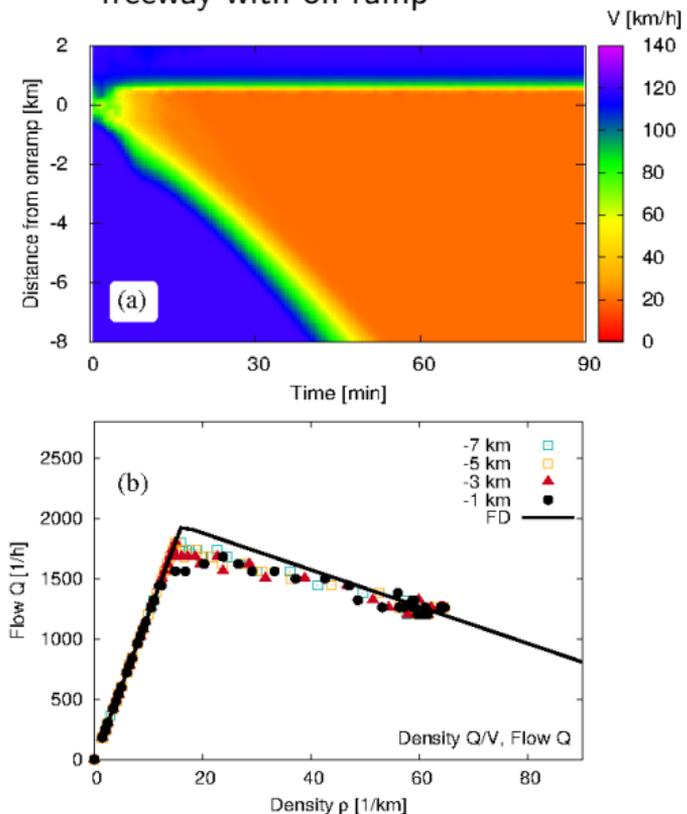 freeway with on-ramp
V [km/h]
2
0
-2
-4
-6
-8
Distance from onramp [km]
(a)
0 30 60 90
Time [min]
140
120
100
80
60
40
20
0
(b)
-7 km
-5 km
-3 km
-1 km
FD
2500
2000
1500
1000
500
0
Flow Q [1/h]
Density Q/V, Flow Q
0 20 40 60 80
Density ρ [1/km]